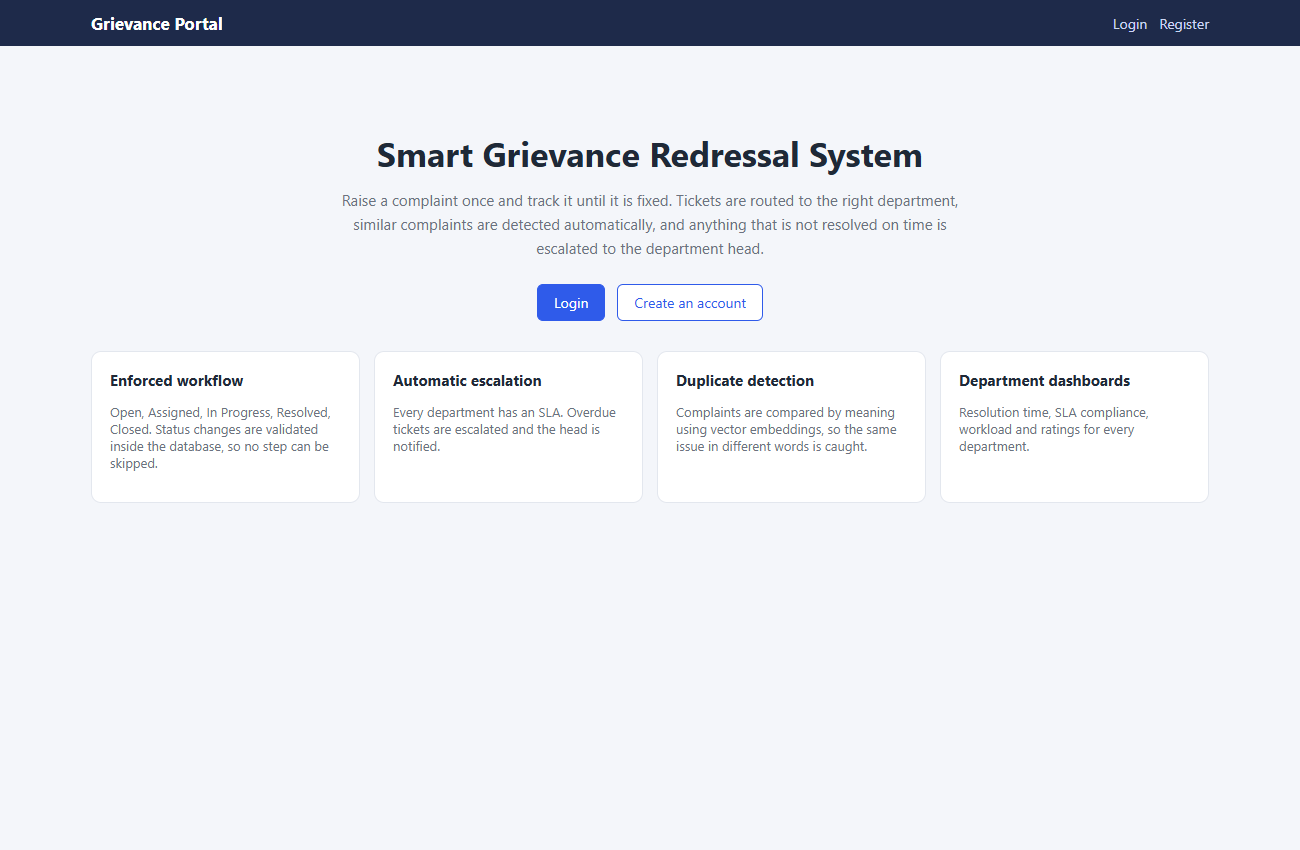 Grievance Portal
Login Register
Smart Grievance Redressal System
Raise a complaint once and track it until it is fixed. Tickets are routed to the right department,
similar complaints are detected automatically, and anything that is not resolved on time is
escalated to the department head.
Login
Create an account
Enforced workflow
Open, Assigned, In Progress, Resolved,
Closed. Status changes are validated
inside the database, so no step can be
skipped.
Automatic escalation
Every department has an SLA. Overdue
tickets are escalated and the head is
notified.
Duplicate detection
Complaints are compared by meaning
using vector embeddings, so the same
issue in different words is caught.
Department dashboards
Resolution time, SLA compliance,
workload and ratings for every
department.